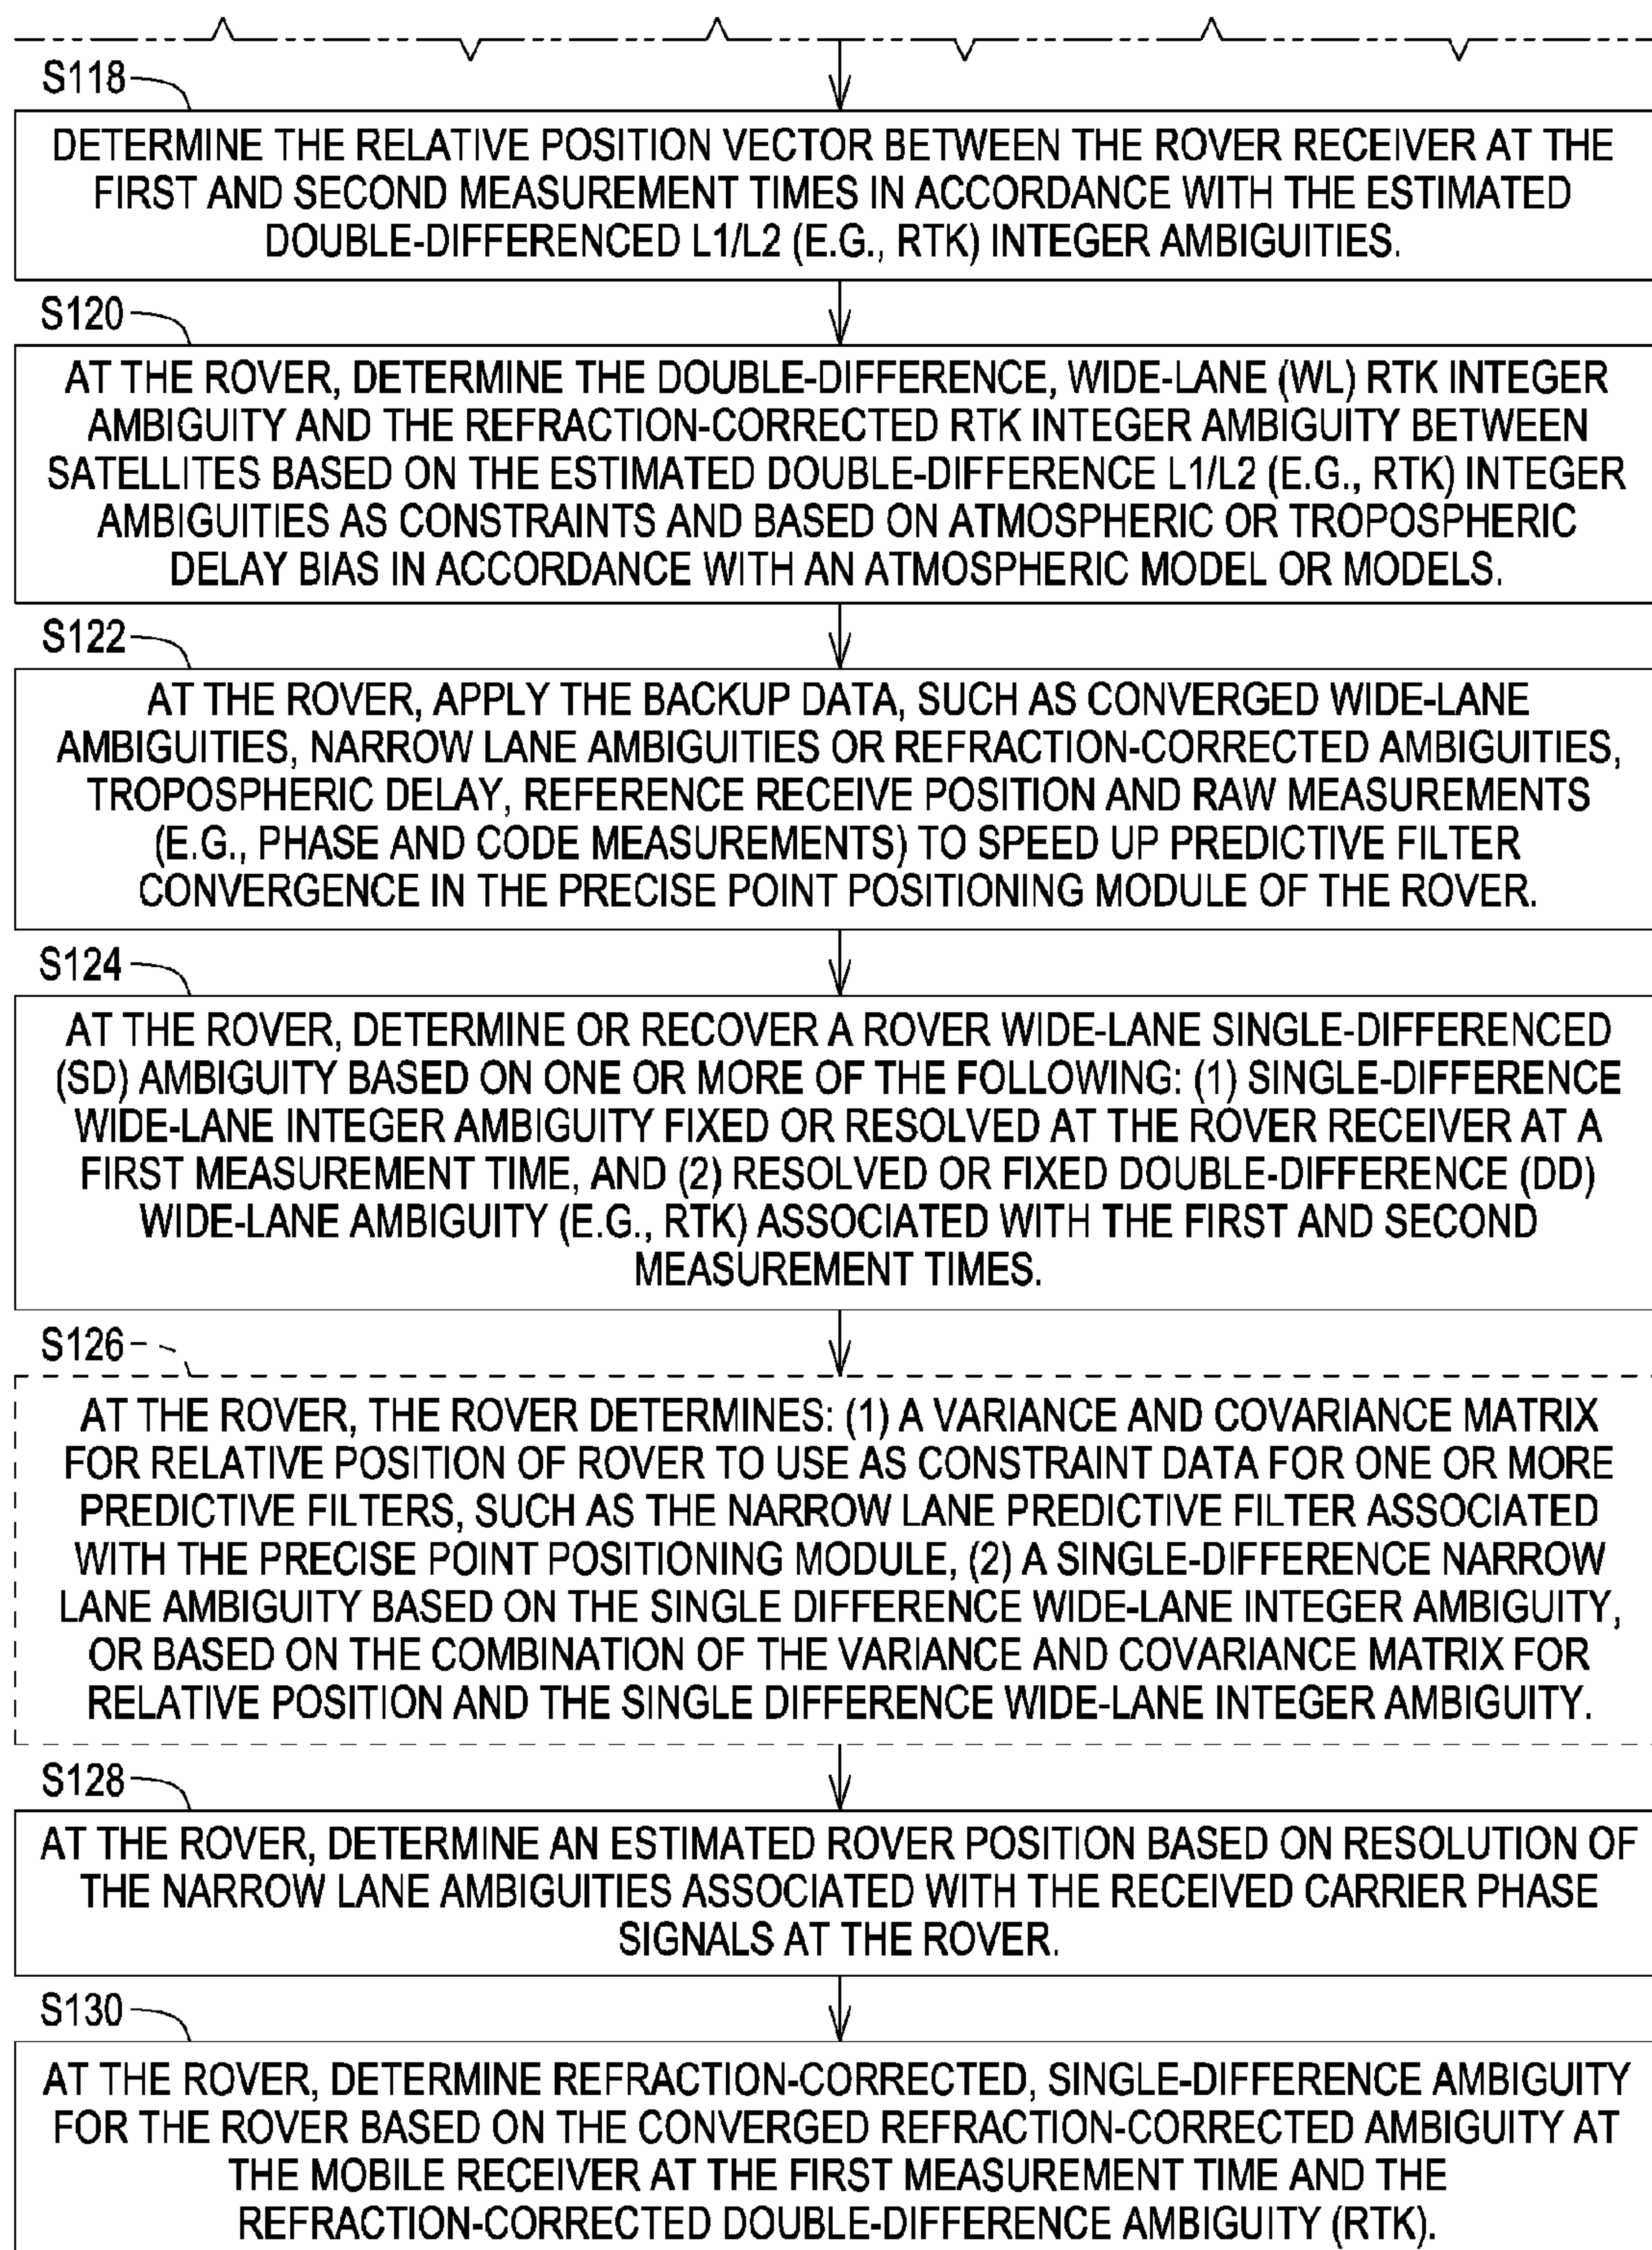 S118
DETERMINE THE RELATIVE POSITION VECTOR BETWEEN THE ROVER RECEIVER AT THE
FIRST AND SECOND MEASUREMENT TIMES IN ACCORDANCE WITH THE ESTIMATED
DOUBLE-DIFFERENCED L1/L2 (E.G., RTK) INTEGER AMBIGUITIES.
S120
AT THE ROVER, DETERMINE THE DOUBLE-DIFFERENCE, WIDE-LANE (WL) RTK INTEGER
AMBIGUITY AND THE REFRACTION-CORRECTED RTK INTEGER AMBIGUITY BETWEEN
SATELLITES BASED ON THE ESTIMATED DOUBLE-DIFFERENCE L1/L2 (E.G., RTK) INTEGER
AMBIGUITIES AS CONSTRAINTS AND BASED ON ATMOSPHERIC OR TROPOSPHERIC
DELAY BIAS IN ACCORDANCE WITH AN ATMOSPHERIC MODEL OR MODELS.
S122
AT THE ROVER, APPLY THE BACKUP DATA, SUCH AS CONVERGED WIDE-LANE
AMBIGUITIES, NARROW LANE AMBIGUITIES OR REFRACTION-CORRECTED AMBIGUITIES,
TROPOSPHERIC DELAY, REFERENCE RECEIVE POSITION AND RAW MEASUREMENTS
(E.G., PHASE AND CODE MEASUREMENTS) TO SPEED UP PREDICTIVE FILTER
CONVERGENCE IN THE PRECISE POINT POSITIONING MODULE OF THE ROVER.
S124
AT THE ROVER, DETERMINE OR RECOVER A ROVER WIDE-LANE SINGLE-DIFFERENCED
(SD) AMBIGUITY BASED ON ONE OR MORE OF THE FOLLOWING: (1) SINGLE-DIFFERENCE
WIDE-LANE INTEGER AMBIGUITY FIXED OR RESOLVED AT THE ROVER RECEIVER AT A
FIRST MEASUREMENT TIME, AND (2) RESOLVED OR FIXED DOUBLE-DIFFERENCE (DD)
WIDE-LANE AMBIGUITY (E.G., RTK) ASSOCIATED WITH THE FIRST AND SECOND
MEASUREMENT TIMES.
S126
AT THE ROVER, THE ROVER DETERMINES: (1) A VARIANCE AND COVARIANCE MATRIX
FOR RELATIVE POSITION OF ROVER TO USE AS CONSTRAINT DATA FOR ONE OR MORE
PREDICTIVE FILTERS, SUCH AS THE NARROW LANE PREDICTIVE FILTER ASSOCIATED
WITH THE PRECISE POINT POSITIONING MODULE, (2) A SINGLE-DIFFERENCE NARROW
LANE AMBIGUITY BASED ON THE SINGLE DIFFERENCE WIDE-LANE INTEGER AMBIGUITY,
OR BASED ON THE COMBINATION OF THE VARIANCE AND COVARIANCE MATRIX FOR
RELATIVE POSITION AND THE SINGLE DIFFERENCE WIDE-LANE INTEGER AMBIGUITY.
S128
AT THE ROVER, DETERMINE AN ESTIMATED ROVER POSITION BASED ON RESOLUTION OF
THE NARROW LANE AMBIGUITIES ASSOCIATED WITH THE RECEIVED CARRIER PHASE
SIGNALS AT THE ROVER.
S130
AT THE ROVER, DETERMINE REFRACTION-CORRECTED, SINGLE-DIFFERENCE AMBIGUITY
FOR THE ROVER BASED ON THE CONVERGED REFRACTION-CORRECTED AMBIGUITY AT
THE MOBILE RECEIVER AT THE FIRST MEASUREMENT TIME AND THE
REFRACTION-CORRECTED DOUBLE-DIFFERENCE AMBIGUITY (RTK).